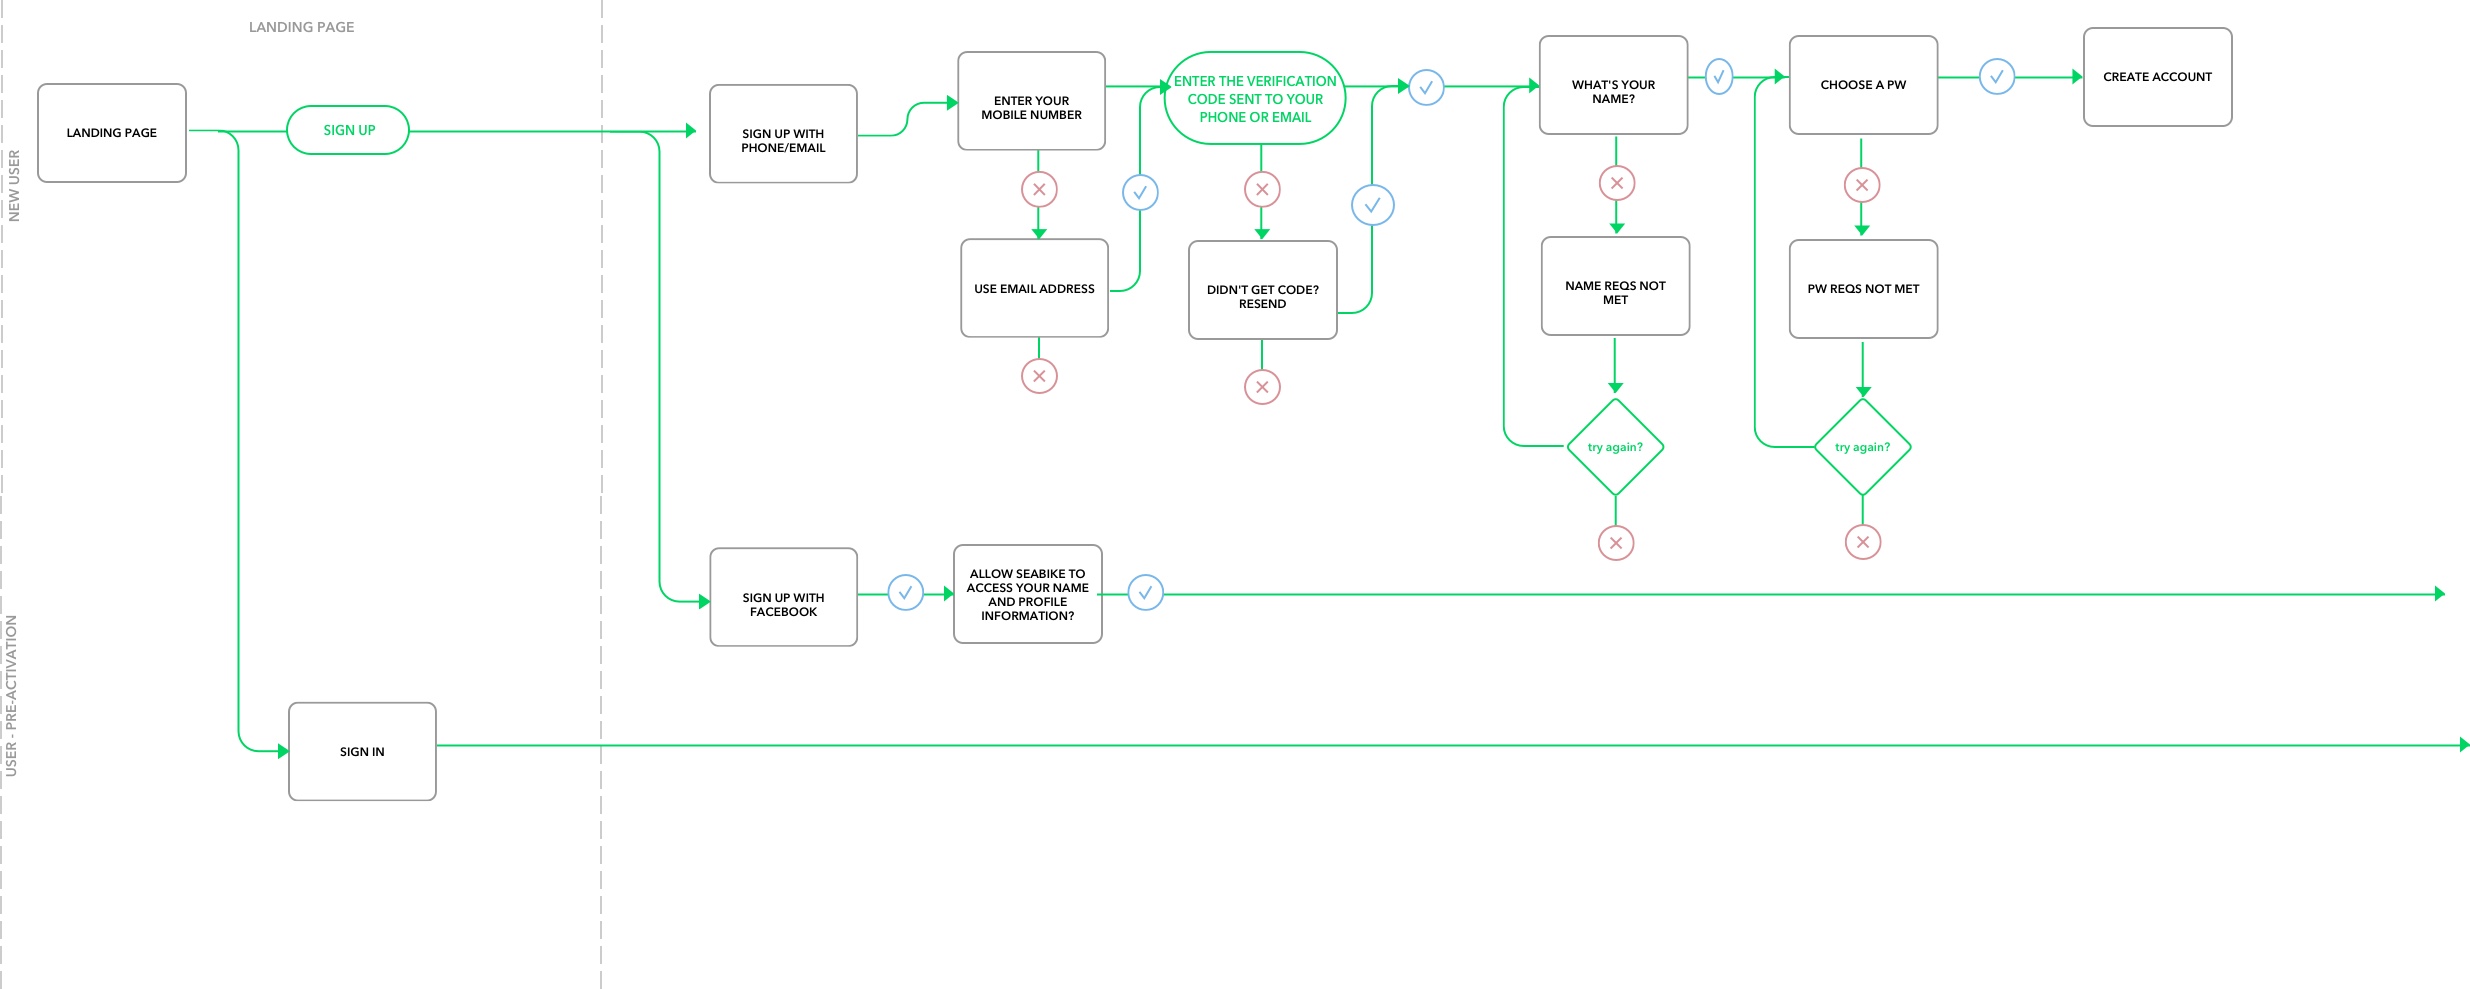 LANDING PAGE
NEW USER
LANDING PAGE
SIGN UP
SIGN UP WITH
PHONE/EMAIL
ENTER YOUR
MOBILE NUMBER
ENTER THE VERIFICATION
CODE SENT TO YOUR
PHONE OR EMAIL
WHAT'S YOUR
NAME?
CHOOSE A PW
CREATE ACCOUNT
USE EMAIL ADDRESS
DIDN'T GET CODE?
RESEND
NAME REQS NOT
MET
PW REQS NOT MET
try again?
try again?
USER - PRE-ACTIVATION
SIGN UP WITH
FACEBOOK
ALLOW SEABIKE TO
ACCESS YOUR NAME
AND PROFILE
INFORMATION?
SIGN IN